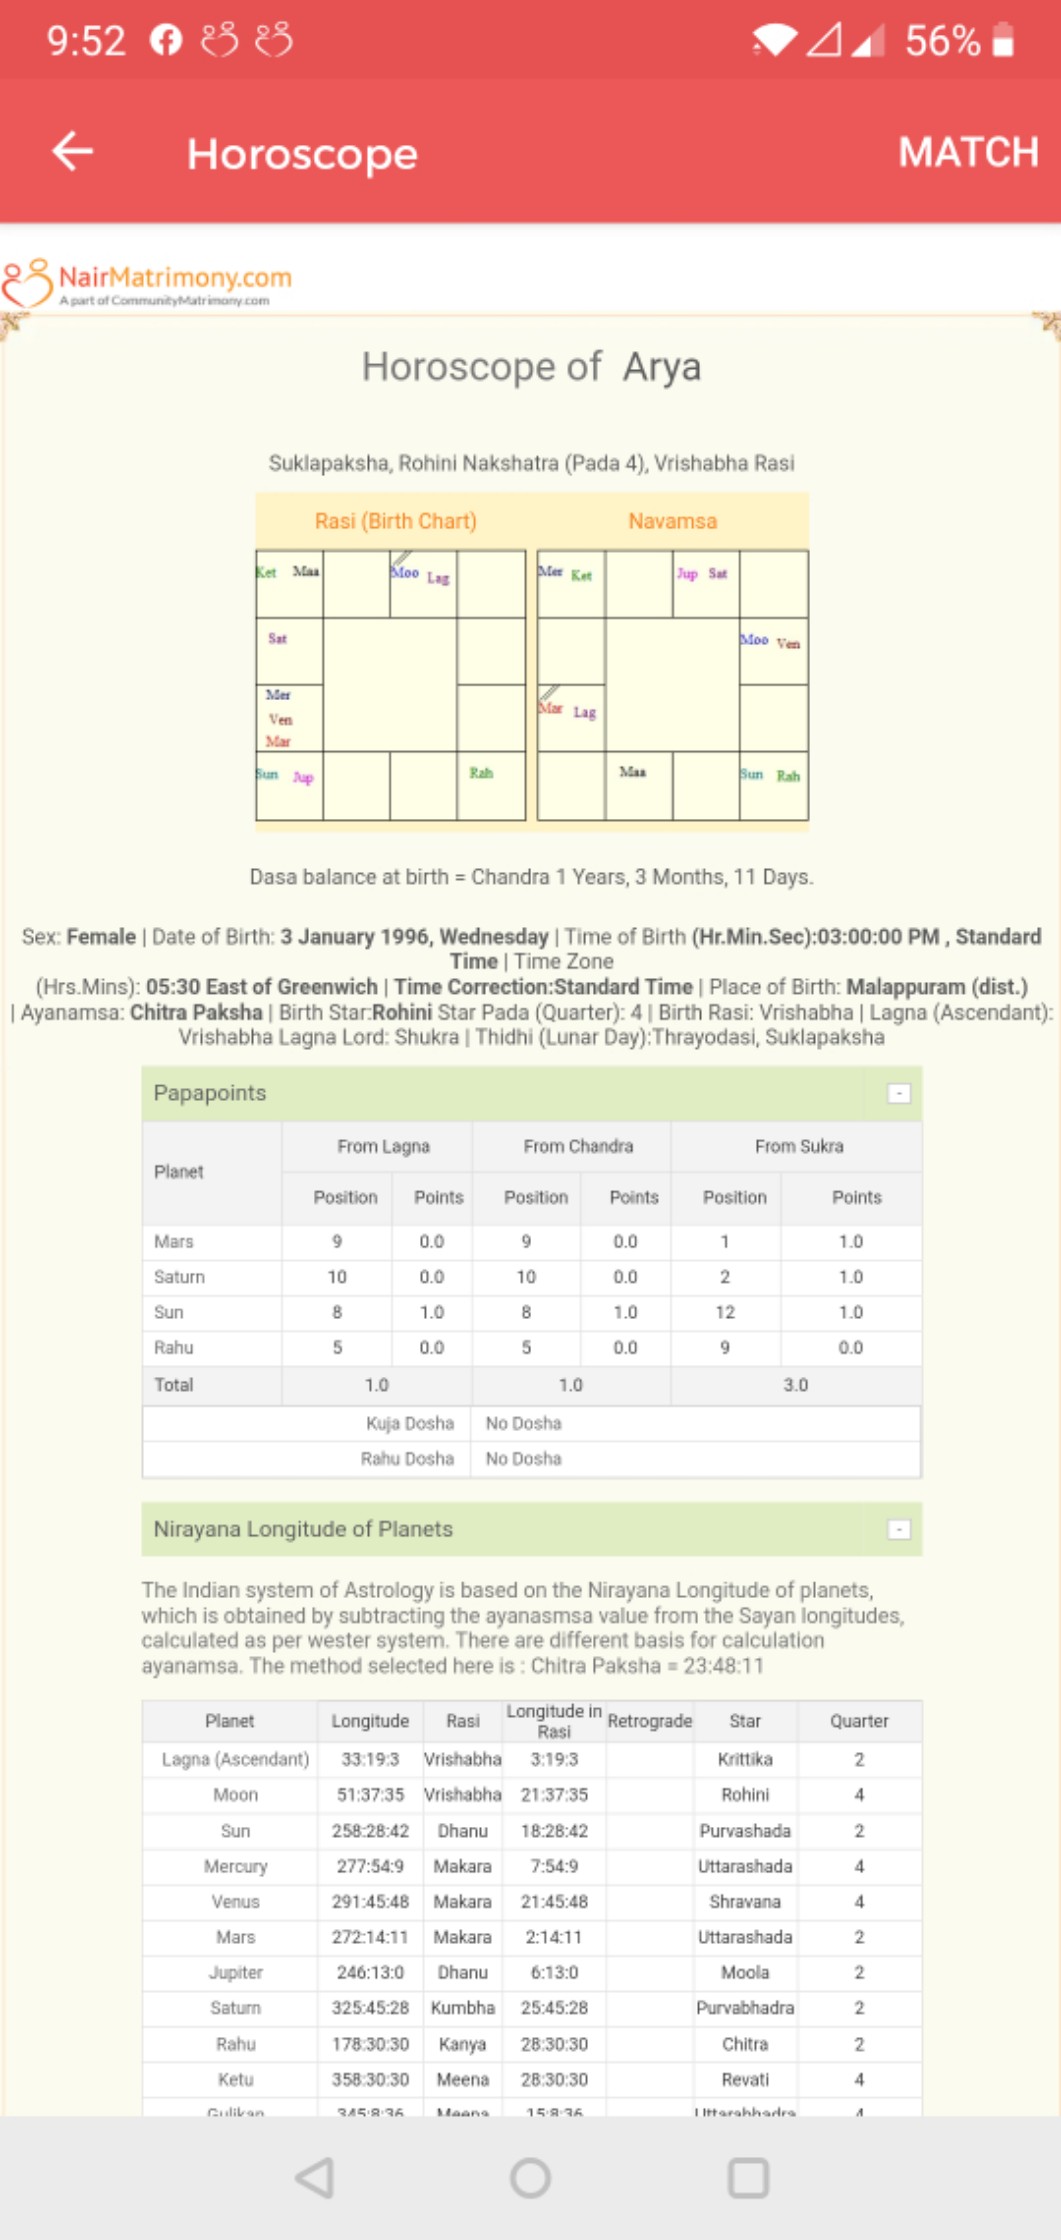 9:52
56%
Horoscope
MATCH
NairMatrimony.com
A part of CommunityMatrimony.com
Horoscope of Arya
Suklapaksha, Rohini Nakshatra (Pada 4), Vrishabha Rasi
Rasi (Birth Chart) Navamsa
Ket Maa Moo Lag Mer Ket Jup Sat
Sat Moo Ven
Mer
Ven
Mar
Mar Lag
Sun Jup Rah Maa Sun Rah
Dasa balance at birth = Chandra 1 Years, 3 Months, 11 Days.
Sex: Female | Date of Birth: 3 January 1996, Wednesday | Time of Birth (Hr.Min.Sec):03:00:00 PM , Standard
Time | Time Zone
(Hrs.Mins): 05:30 East of Greenwich | Time Correction:Standard Time | Place of Birth: Malappuram (dist.)
| Ayanamsa: Chitra Paksha | Birth Star:Rohini Star Pada (Quarter): 4 | Birth Rasi: Vrishabha | Lagna (Ascendant):
Vrishabha Lagna Lord: Shukra | Thidhi (Lunar Day):Thrayodasi, Suklapaksha
Papapoints -
Planet From Lagna From Chandra From Sukra
Position Points Position Points Position Points
Mars 9 0.0 9 0.0 1 1.0
Saturn 10 0.0 10 0.0 2 1.0
Sun 8 1.0 8 1.0 12 1.0
Rahu 5 0.0 5 0.0 9 0.0
Total 1.0 1.0 3.0
Kuja Dosha No Dosha
Rahu Dosha No Dosha
Nirayana Longitude of Planets -
The Indian system of Astrology is based on the Nirayana Longitude of planets,
which is obtained by subtracting the ayanasmsa value from the Sayan longitudes,
calculated as per wester system. There are different basis for calculation
ayanamsa. The method selected here is : Chitra Paksha = 23:48:11
Planet Longitude Rasi Longitude in Rasi Retrograde Star Quarter
Lagna (Ascendant) 33:19:3 Vrishabha 3:19:3 Krittika 2
Moon 51:37:35 Vrishabha 21:37:35 Rohini 4
Sun 258:28:42 Dhanu 18:28:42 Purvashada 2
Mercury 277:54:9 Makara 7:54:9 Uttarashada 4
Venus 291:45:48 Makara 21:45:48 Shravana 4
Mars 272:14:11 Makara 2:14:11 Uttarashada 2
Jupiter 246:13:0 Dhanu 6:13:0 Moola 2
Saturn 325:45:28 Kumbha 25:45:28 Purvabhadra 2
Rahu 178:30:30 Kanya 28:30:30 Chitra 2
Ketu 358:30:30 Meena 28:30:30 Revati 4
Gulikan 345:8:36 Meena 15:8:36 Uttarabhadra 4